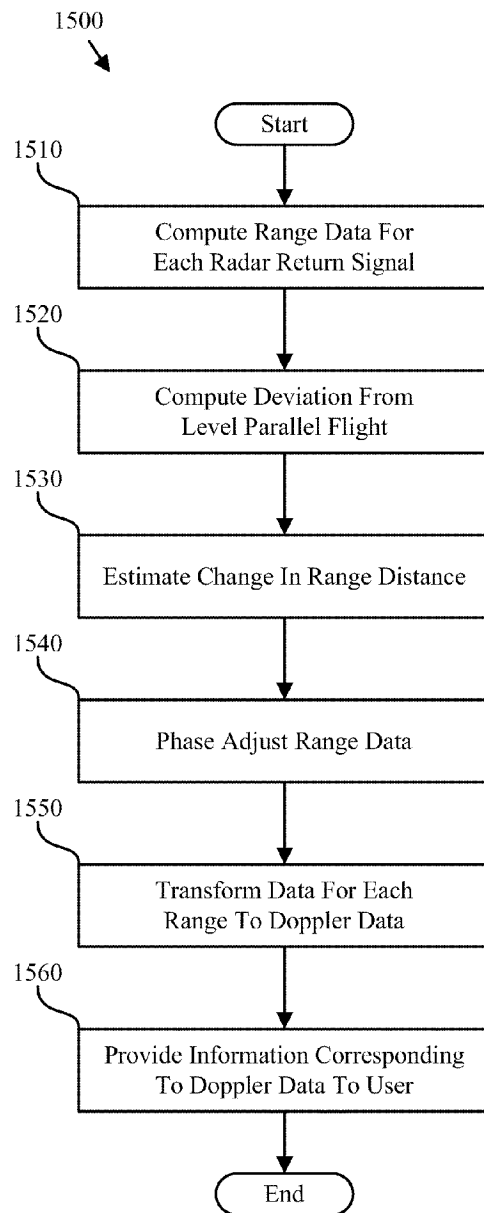 1500
Start
1510
Compute Range Data For
Each Radar Return Signal
1520
Compute Deviation From
Level Parallel Flight
1530
Estimate Change In Range Distance
1540
Phase Adjust Range Data
1550
Transform Data For Each
Range To Doppler Data
1560
Provide Information Corresponding
To Doppler Data To User
End